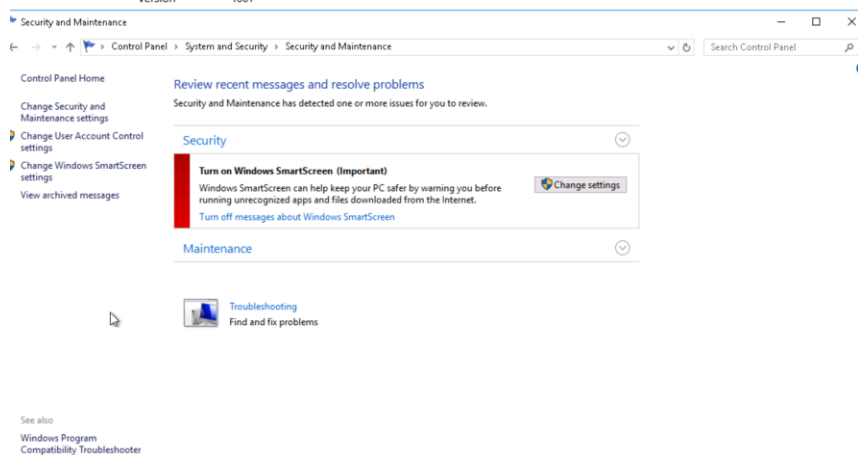 Security and Maintenance
Control Panel > System and Security > Security and Maintenance
Search Control Panel
Control Panel Home
Change Security and
Maintenance settings
Change User Account Control
settings
Change Windows SmartScreen
settings
View archived messages
Review recent messages and resolve problems
Security and Maintenance has detected one or more issues for you to review.
Security
Turn on Windows SmartScreen (Important)
Windows SmartScreen can help keep your PC safer by warning you before
running unrecognized apps and files downloaded from the Internet.
Change settings
Turn off messages about Windows SmartScreen
Maintenance
Troubleshooting
Find and fix problems
See also
Windows Program
Compatibility Troubleshooter